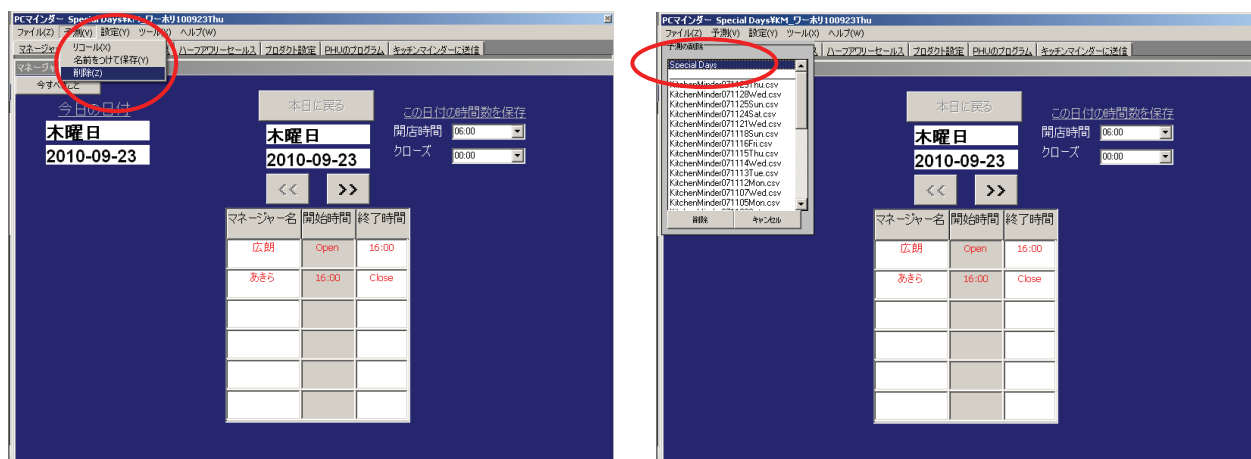 PCマインダー Special Days¥KM_ワーホリ100923Thu
ファイル(Z) 予測(V) 設定(Y) ツール(X) ヘルプ(W)
マネージャー ハーフアワリーセールス プロダクト設定 PHUのプログラム キッチンマインダーに送信
リコール(X)
名前をつけて保存(Y)
削除(Z)
今日の日付
木曜日
2010-09-23
本日に戻る
木曜日
2010-09-23
<< >>
この日付の時間数を保存
開店時間 06:00
クローズ 00:00
マネージャー名 開始時間 終了時間
広朗 Open 16:00
あきら 16:00 Close
PCマインダー Special Days¥KM_ワーホリ100923Thu
ファイル(Z) 予測(V) 設定(Y) ツール(X) ヘルプ(W)
ハーフアワリーセールス プロダクト設定 PHUのプログラム キッチンマインダーに送信
予測の削除
Special Days
KitchenMinder071129Thu.csv
KitchenMinder071128Wed.csv
KitchenMinder071125Sun.csv
KitchenMinder071124Sat.csv
KitchenMinder071121Wed.csv
KitchenMinder071118Sun.csv
KitchenMinder071116Fri.csv
KitchenMinder071115Thu.csv
KitchenMinder071114Wed.csv
KitchenMinder071113Tue.csv
KitchenMinder071112Mon.csv
KitchenMinder071107Wed.csv
KitchenMinder071105Mon.csv
削除 キャンセル
本日に戻る
木曜日
2010-09-23
<< >>
この日付の時間数を保存
開店時間 06:00
クローズ 00:00
マネージャー名 開始時間 終了時間
広朗 Open 16:00
あきら 16:00 Close